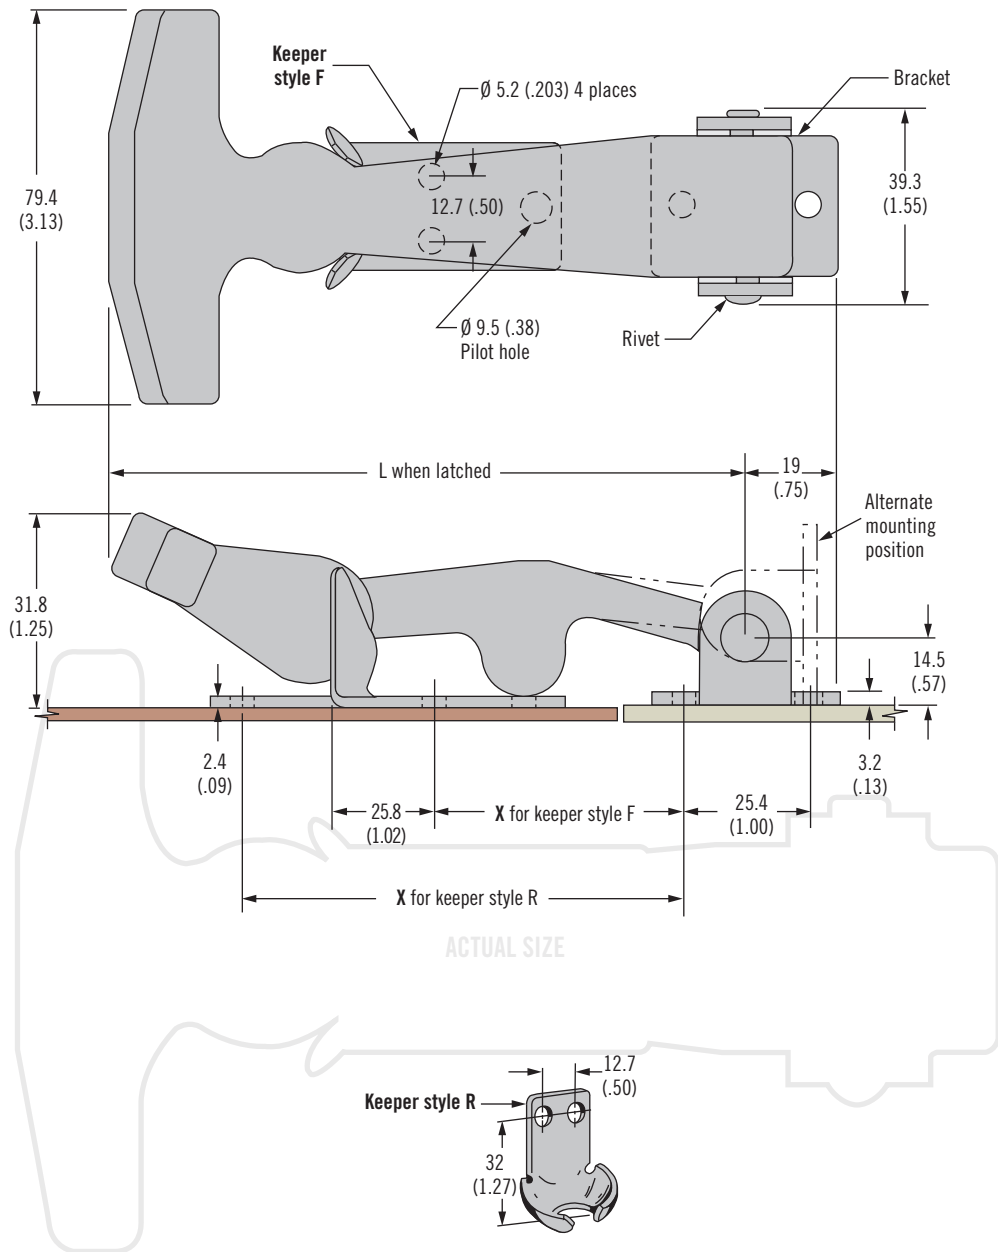 Keeper
style F
Ø 5.2 (.203) 4 places
Bracket
79.4
(3.13)
12.7 (.50)
39.3
(1.55)
Ø 9.5 (.38)
Pilot hole
Rivet
L when latched
19
(.75)
Alternate
mounting
position
31.8
(1.25)
14.5
(.57)
2.4
(.09)
3.2
(.13)
25.8
(1.02)
X for keeper style F
25.4
(1.00)
X for keeper style R
ACTUAL SIZE
12.7
(.50)
Keeper style R
32
(1.27)